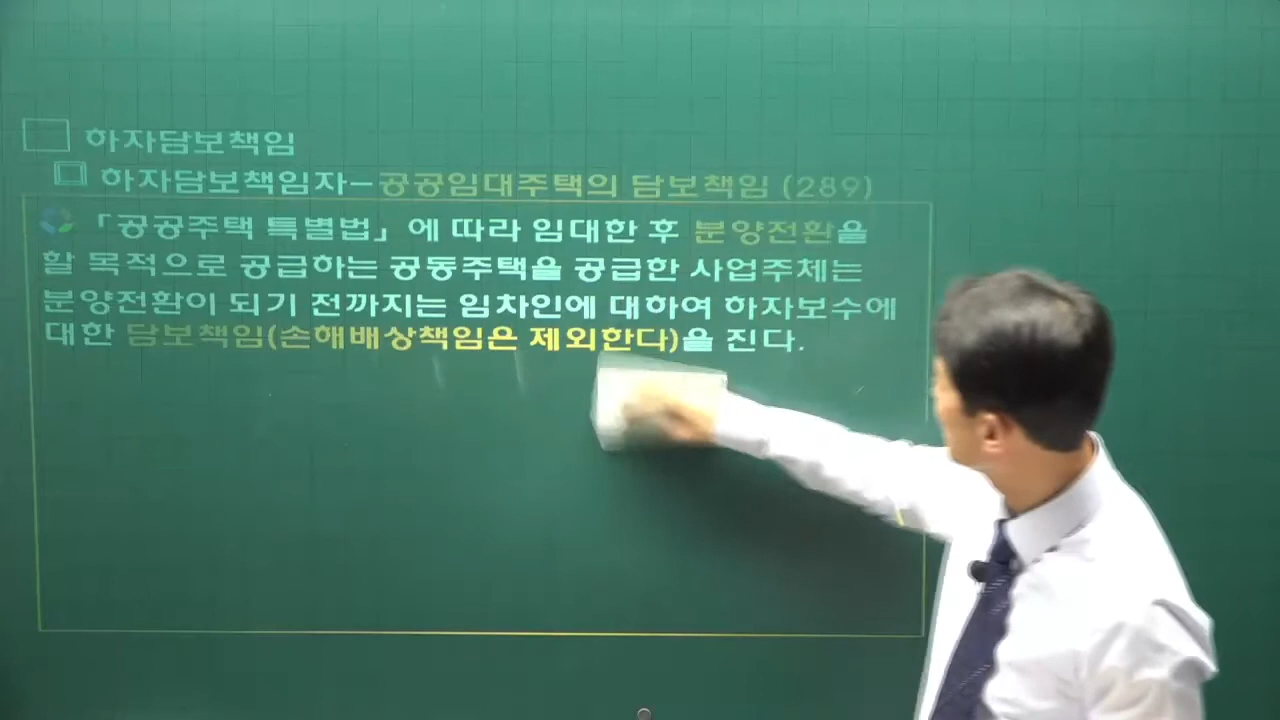 하자담보책임
하자담보책임자-공공임대주택의 담보책임 (289)
「공공주택 특별법」에 따라 임대한 후 분양전환을
할 목적으로 공급하는 공동주택을 공급한 사업주체는
분양전환이 되기 전까지는 임차인에 대하여 하자보수에
대한 담보책임(손해배상책임은 제외한다)을 진다.